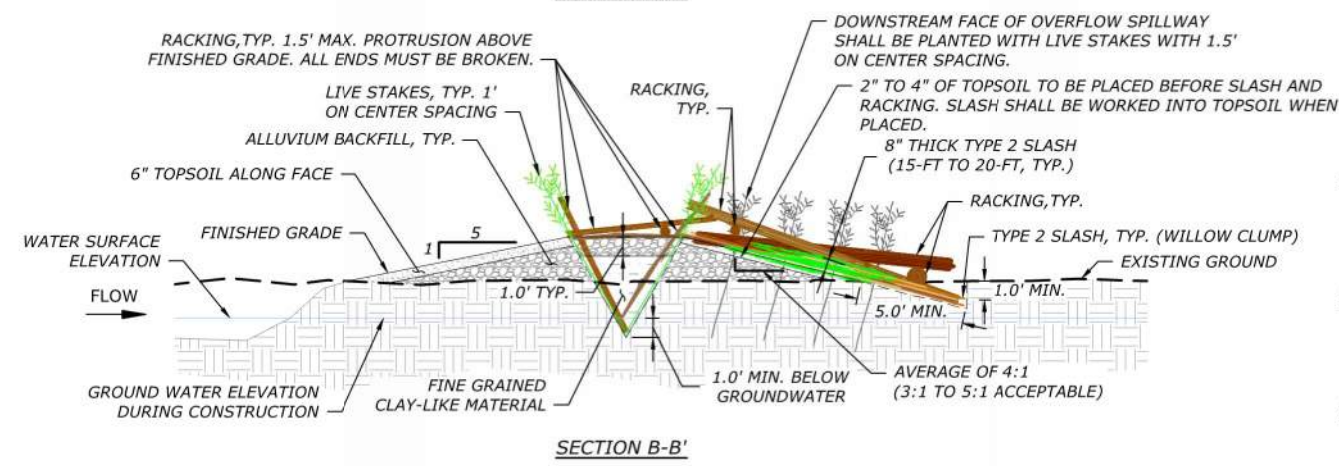 RACKING,TYP. 1.5' MAX. PROTRUSION ABOVE
FINISHED GRADE. ALL ENDS MUST BE BROKEN.
LIVE STAKES, TYP. 1'
ON CENTER SPACING
ALLUVIUM BACKFILL, TYP.
6" TOPSOIL ALONG FACE
FINISHED GRADE
WATER SURFACE
ELEVATION
FLOW
1
5
RACKING,
TYP.
DOWNSTREAM FACE OF OVERFLOW SPILLWAY
SHALL BE PLANTED WITH LIVE STAKES WITH 1.5'
ON CENTER SPACING.
2" TO 4" OF TOPSOIL TO BE PLACED BEFORE SLASH AND
RACKING. SLASH SHALL BE WORKED INTO TOPSOIL WHEN
PLACED.
8" THICK TYPE 2 SLASH
(15-FT TO 20-FT, TYP.)
RACKING,TYP.
TYPE 2 SLASH, TYP. (WILLOW CLUMP)
EXISTING GROUND
1.0' TYP.
1.0' MIN.
5.0' MIN.
GROUND WATER ELEVATION
DURING CONSTRUCTION
FINE GRAINED
CLAY-LIKE MATERIAL
1.0' MIN. BELOW
GROUNDWATER
AVERAGE OF 4:1
(3:1 TO 5:1 ACCEPTABLE)
SECTION B-B'